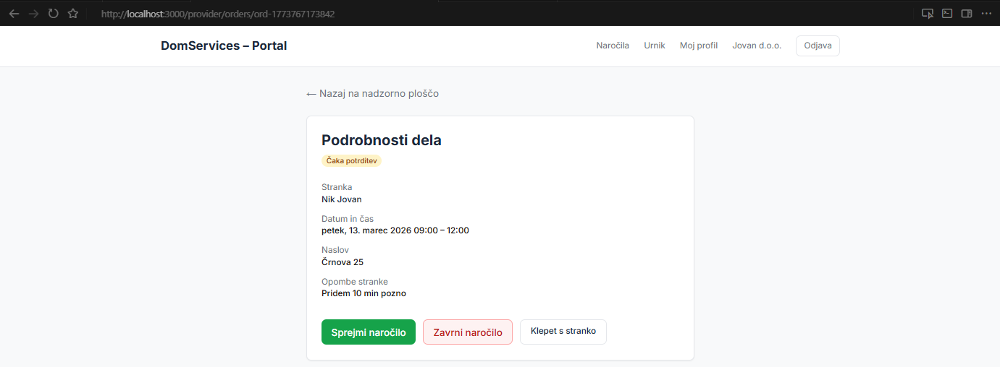 http://localhost:3000/provider/orders/ord-1773767173842
DomServices – Portal
Naročila
Urnik
Moj profil
Jovan d.o.o.
Odjava
← Nazaj na nadzorno ploščo
Podrobnosti dela
Čaka potrditev
Stranka
Nik Jovan
Datum in čas
petek, 13. marec 2026 09:00 – 12:00
Naslov
Črnova 25
Opombe stranke
Pridem 10 min pozno
Sprejmi naročilo
Zavrni naročilo
Klepet s stranko